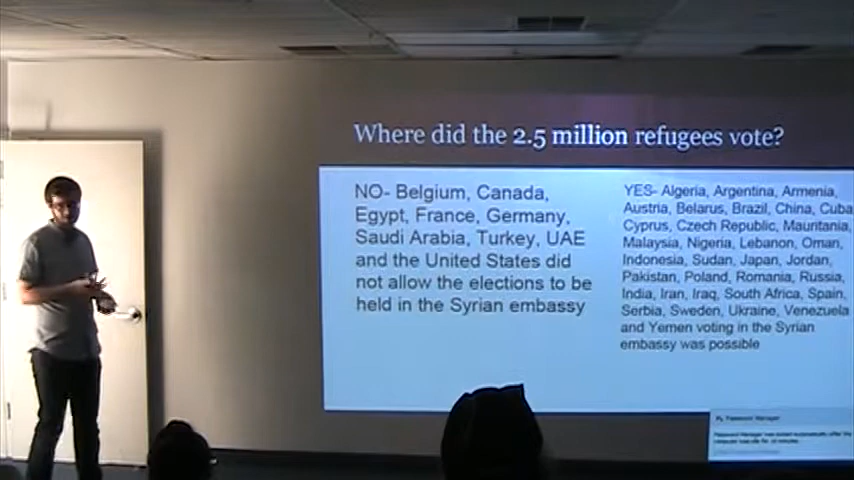 Where did the 2.5 million refugees vote?
NO- Belgium, Canada,
Egypt, France, Germany,
Saudi Arabia, Turkey, UAE
and the United States did
not allow the elections to be
held in the Syrian embassy
YES- Algeria, Argentina, Armenia,
Austria, Belarus, Brazil, China, Cuba
Cyprus, Czech Republic, Mauritania,
Malaysia, Nigeria, Lebanon, Oman,
Indonesia, Sudan, Japan, Jordan,
Pakistan, Poland, Romania, Russia,
India, Iran, Iraq, South Africa, Spain,
Serbia, Sweden, Ukraine, Venezuela
and Yemen voting in the Syrian
embassy was possible
Password Manager